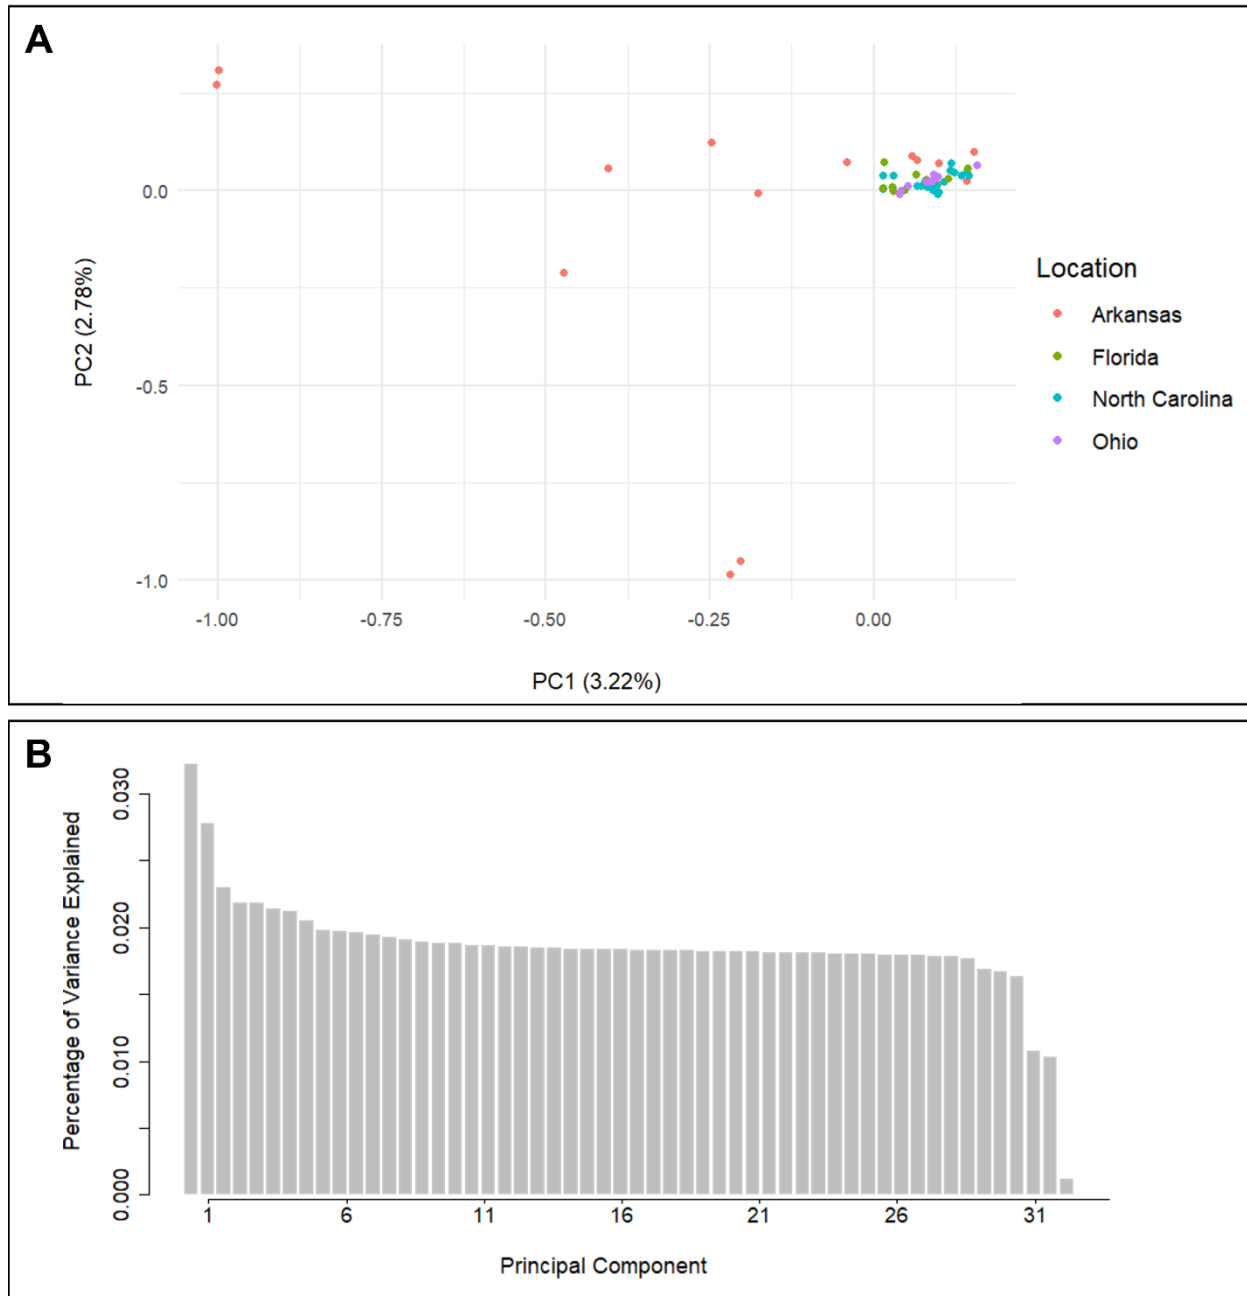 A
0.0
-0.5
-1.0
PC2 (2.78%)
-1.00 -0.75 -0.50 -0.25 0.00
PC1 (3.22%)
Location
Arkansas
Florida
North Carolina
Ohio
B
Percentage of Variance Explained
0.030
0.020
0.010
0.000
1 6 11 16 21 26 31
Principal Component